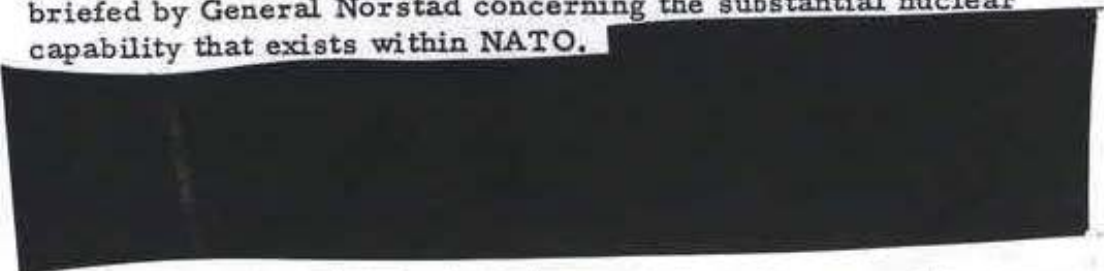 briefed by General Norstad concerning the substantial nuclear
capability that exists within NATO.